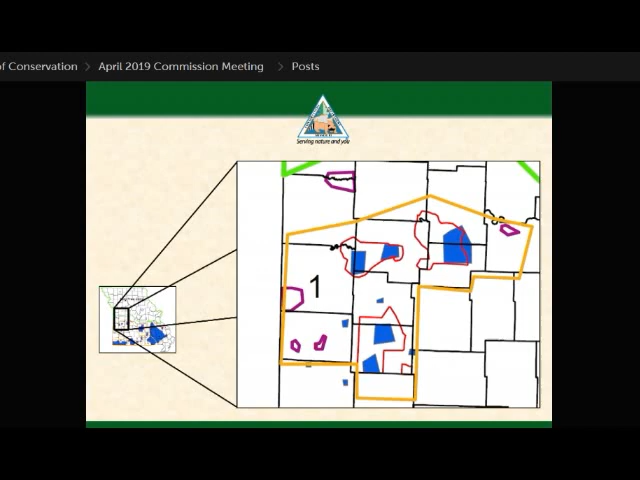 of Conservation > April 2019 Commission Meeting > Posts
Serving nature and you
1